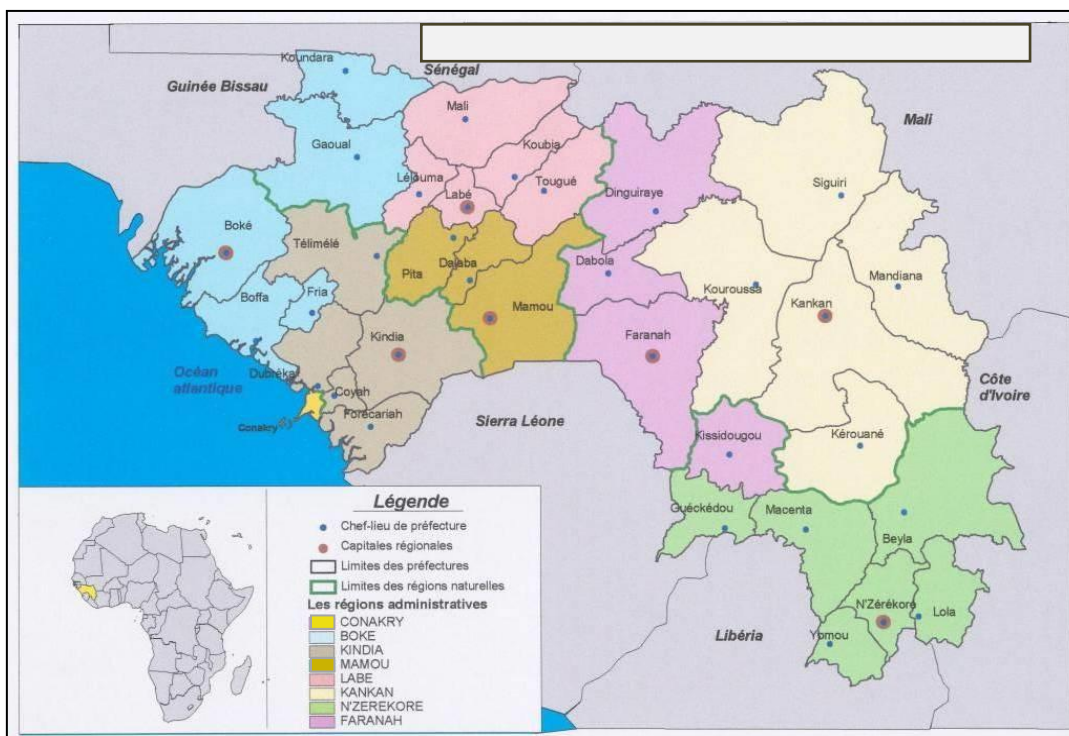 Koundara
Sénégal
Guinée Bissau
Mali
Mali
Gaoual
Koubia
Lélouma
Labé
Tougué
Dinguiraye
Siguiri
Boké
Télimélé
Pita
Dalaba
Dabola
Mandiana
Boffa
Fria
Mamou
Kouroussa
Kankan
Kindia
Faranah
Océan
atlantique
Dubréka
Coyah
Côte
d'Ivoire
Conakry
Forécariah
Sierra Léone
Kissidougou
Kérouané
Guéckédou
Macenta
Beyla
N'Zérékoré
Lola
Yomou
Libéria
Légende
Chef-lieu de préfecture
Capitales régionales
Limites des préfectures
Limites des régions naturelles
Les régions administratives
CONAKRY
BOKE
KINDIA
MAMOU
LABE
KANKAN
N'ZEREKORE
FARANAH